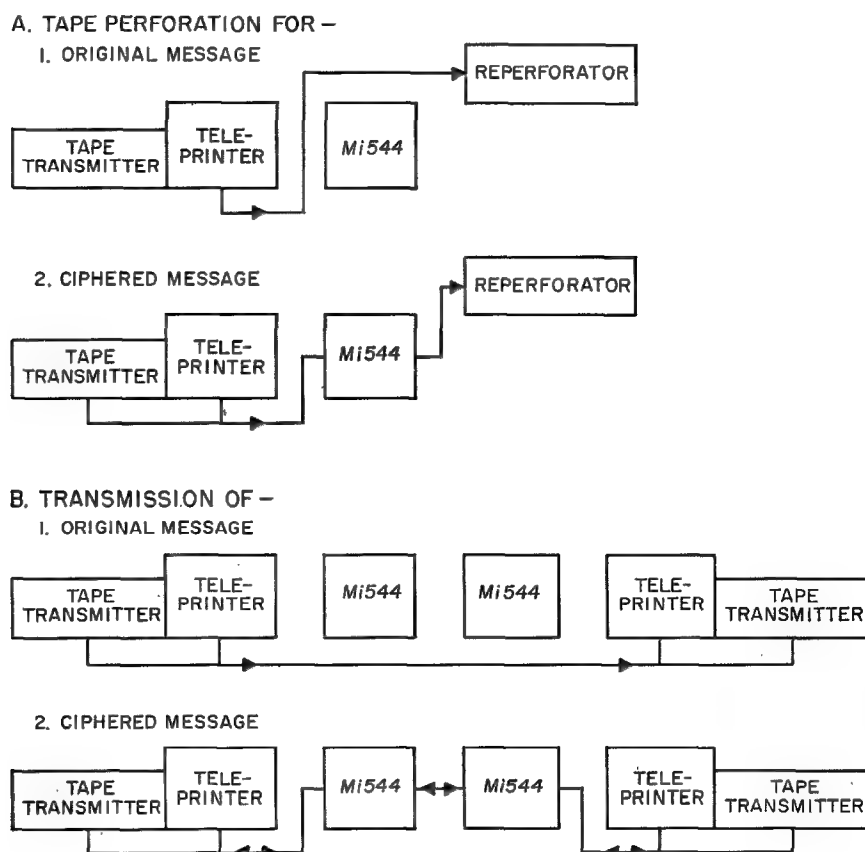 A. TAPE PERFORATION FOR –
1. ORIGINAL MESSAGE
REPERFORATOR
TAPE
TRANSMITTER
TELE-
PRINTER
Mi544
2. CIPHERED MESSAGE
REPERFORATOR
TAPE
TRANSMITTER
TELE-
PRINTER
Mi544
B. TRANSMISSION OF –
1. ORIGINAL MESSAGE
TAPE
TRANSMITTER
TELE-
PRINTER
Mi544
Mi544
TELE-
PRINTER
TAPE
TRANSMITTER
2. CIPHERED MESSAGE
TAPE
TRANSMITTER
TELE-
PRINTER
Mi544
Mi544
TELE-
PRINTER
TAPE
TRANSMITTER